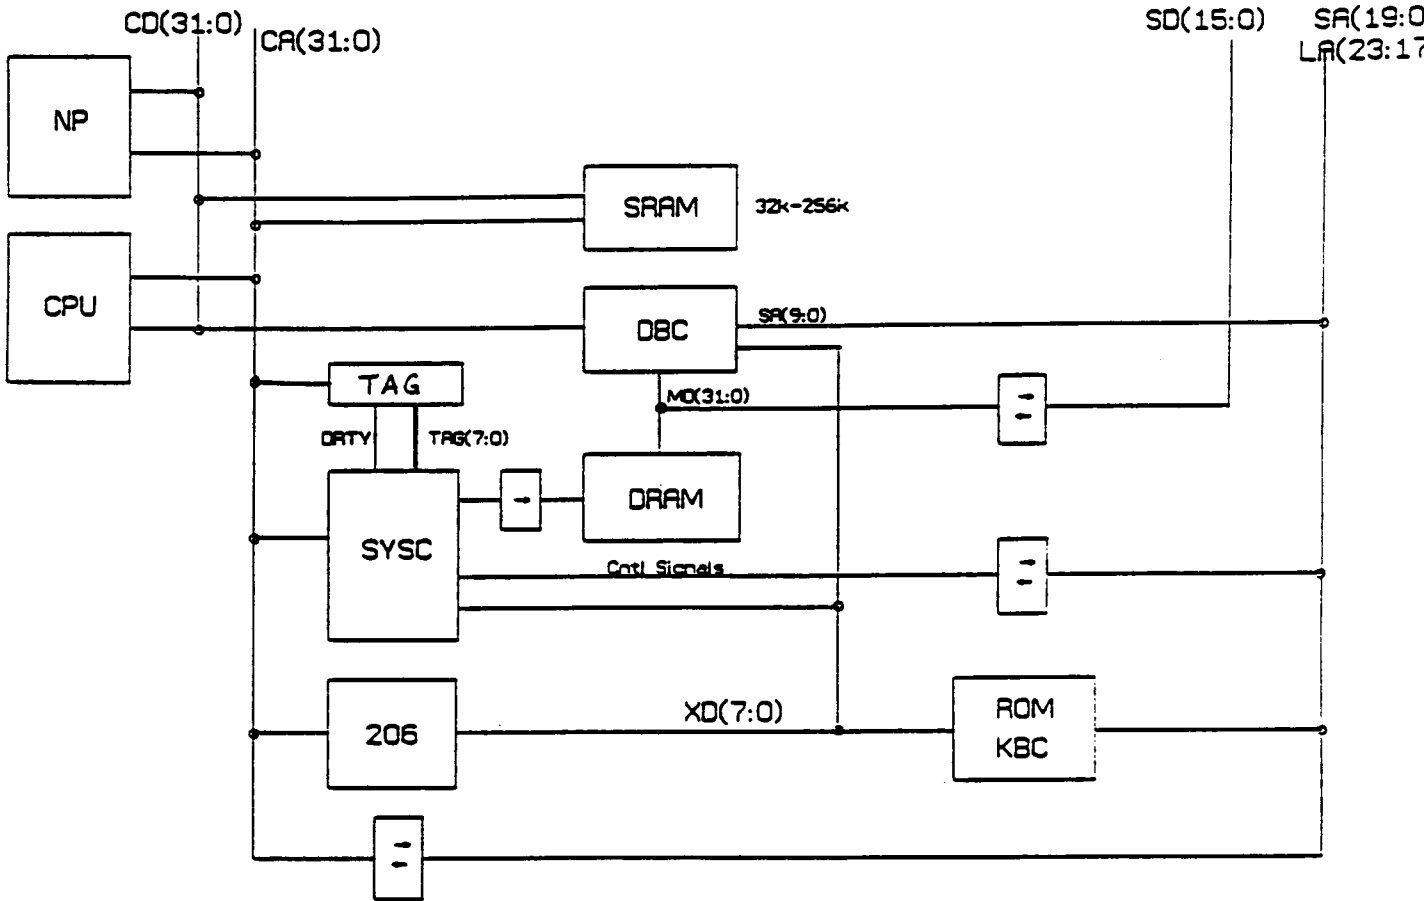 CD(31:0)
CA(31:0)
SD(15:0)
SA(19:0
LA(23:17
NP
SRAM
32k-256k
CPU
DBC
SA(9:0)
TAG
MD(31:0)
DRTY
TAG(7:0)
DRAM
SYSC
Cntl Signals
206
XD(7:0)
ROM
KBC